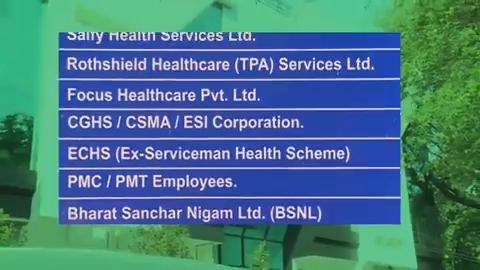 Saify Health Services Ltd.
Rothshield Healthcare (TPA) Services Ltd.
Focus Healthcare Pvt. Ltd.
CGHS / CSMA / ESI Corporation.
ECHS (Ex-Serviceman Health Scheme)
PMC / PMT Employees.
Bharat Sanchar Nigam Ltd. (BSNL)